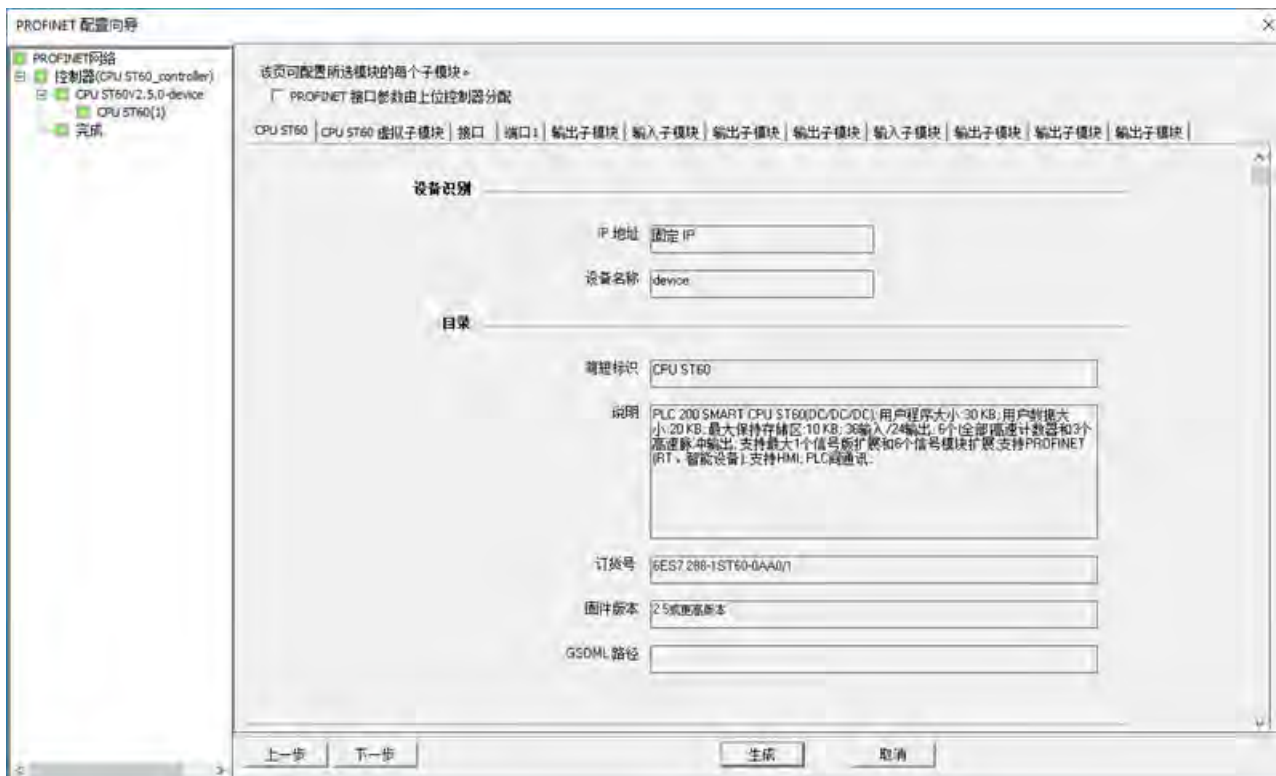 PROFINET 配置向导
PROFINET网络
控制器(CPU ST60_controller)
CPU ST60V2.5.0-device
CPU ST60(1)
完成
该页可配置所选模块的每个子模块。
PROFINET 接口参数由上位控制器分配
CPU ST60 CPU ST60 虚拟子模块 接口 端口1 输出子模块 输入子模块 输出子模块 输出子模块 输入子模块 输出子模块 输出子模块 输出子模块
设备识别
IP 地址 固定 IP
设备名称 device
目录
简短标识 CPU ST60
说明 PLC 200 SMART CPU ST60(DC/DC/DC); 用户程序大小:30 KB; 用户数据大
小:20 KB; 最大保持存储区:10 KB; 36输入/24输出; 6个(全部)高速计数器和3个
高速脉冲输出; 支持最大1个信号版扩展和6个信号模块扩展;支持PROFINET
(RT、智能设备); 支持HMI, PLC间通讯;
订货号 6ES7 288-1ST60-0AA0/1
固件版本 2.5或更高版本
GSDML 路径
上一步 下一步 生成 取消